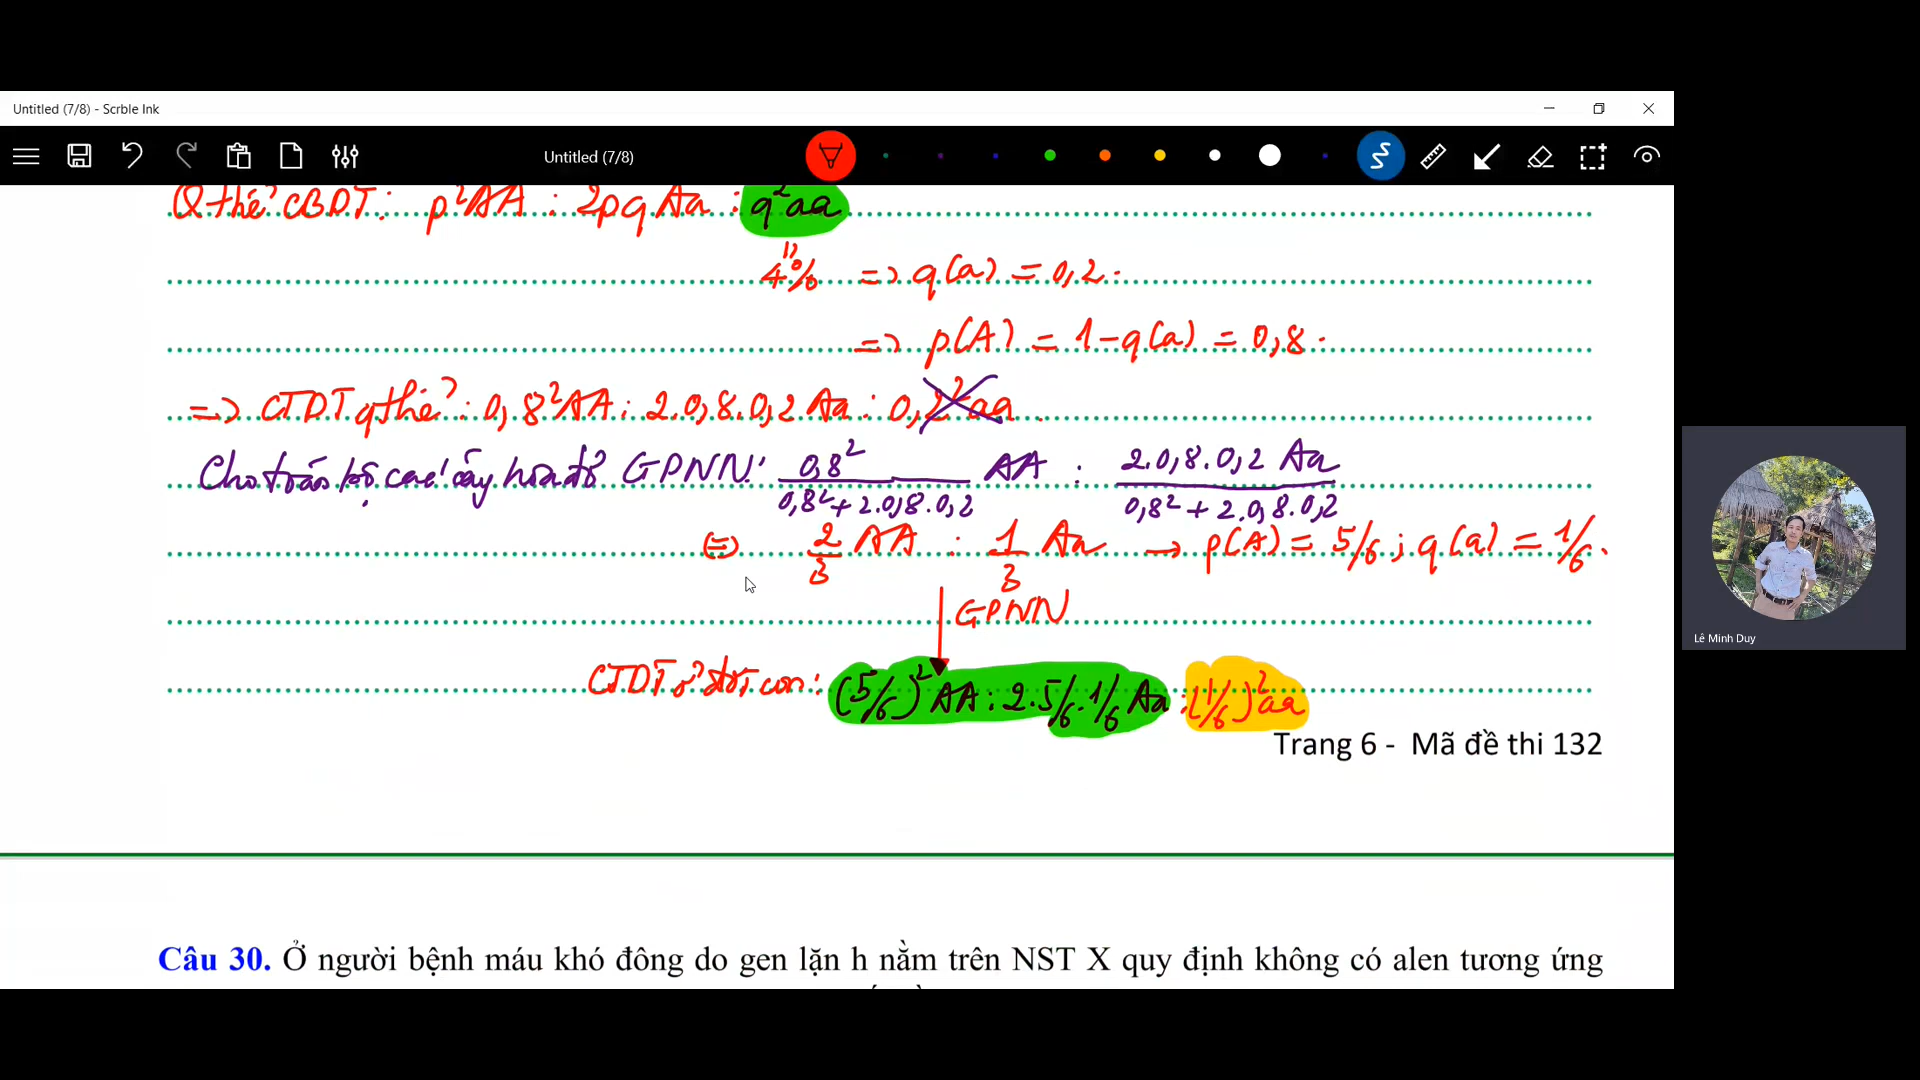 Untitled (7/8) - Scrble Ink
Untitled (7/8)
Q thể CBDT: p²AA : 2pq Aa : q²aa
4% => q(a) = 0,2.
=> p(A) = 1 - q(a) = 0,8.
=> CTDT q thể: 0,8²AA : 2.0,8.0,2 Aa : 0,2²aa.
Cho toàn bộ các cây hoa đỏ GPNN: 0,8²/(0,8² + 2.0,8.0,2) AA : 2.0,8.0,2 Aa/(0,8² + 2.0,8.0,2)
(=) 2/3 AA : 1/3 Aa → p(A) = 5/6 ; q(a) = 1/6.
GPNN
CTDT ở đời con: (5/6)²AA : 2.5/6.1/6 Aa : (1/6)²aa
Trang 6 - Mã đề thi 132
Câu 30. Ở người bệnh máu khó đông do gen lặn h nằm trên NST X quy định không có alen tương ứng
Lê Minh Duy